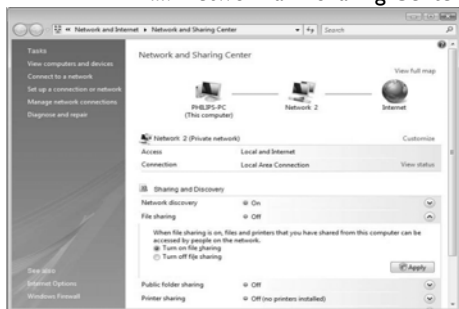 Network and Internet ▸ Network and Sharing Center
Search
Tasks
View computers and devices
Connect to a network
Set up a connection or network
Manage network connections
Diagnose and repair
See also
Internet Options
Windows Firewall
Network and Sharing Center
View full map
PHILIPS-PC
(This computer)
Network 2
Internet
Network 2 (Private network)
Customize
Access
Local and Internet
Connection
Local Area Connection
View status
Sharing and Discovery
Network discovery
On
File sharing
Off
When file sharing is on, files and printers that you have shared from this computer can be
accessed by people on the network.
Turn on file sharing
Turn off file sharing
Apply
Public folder sharing
Off
Printer sharing
Off (no printers installed)